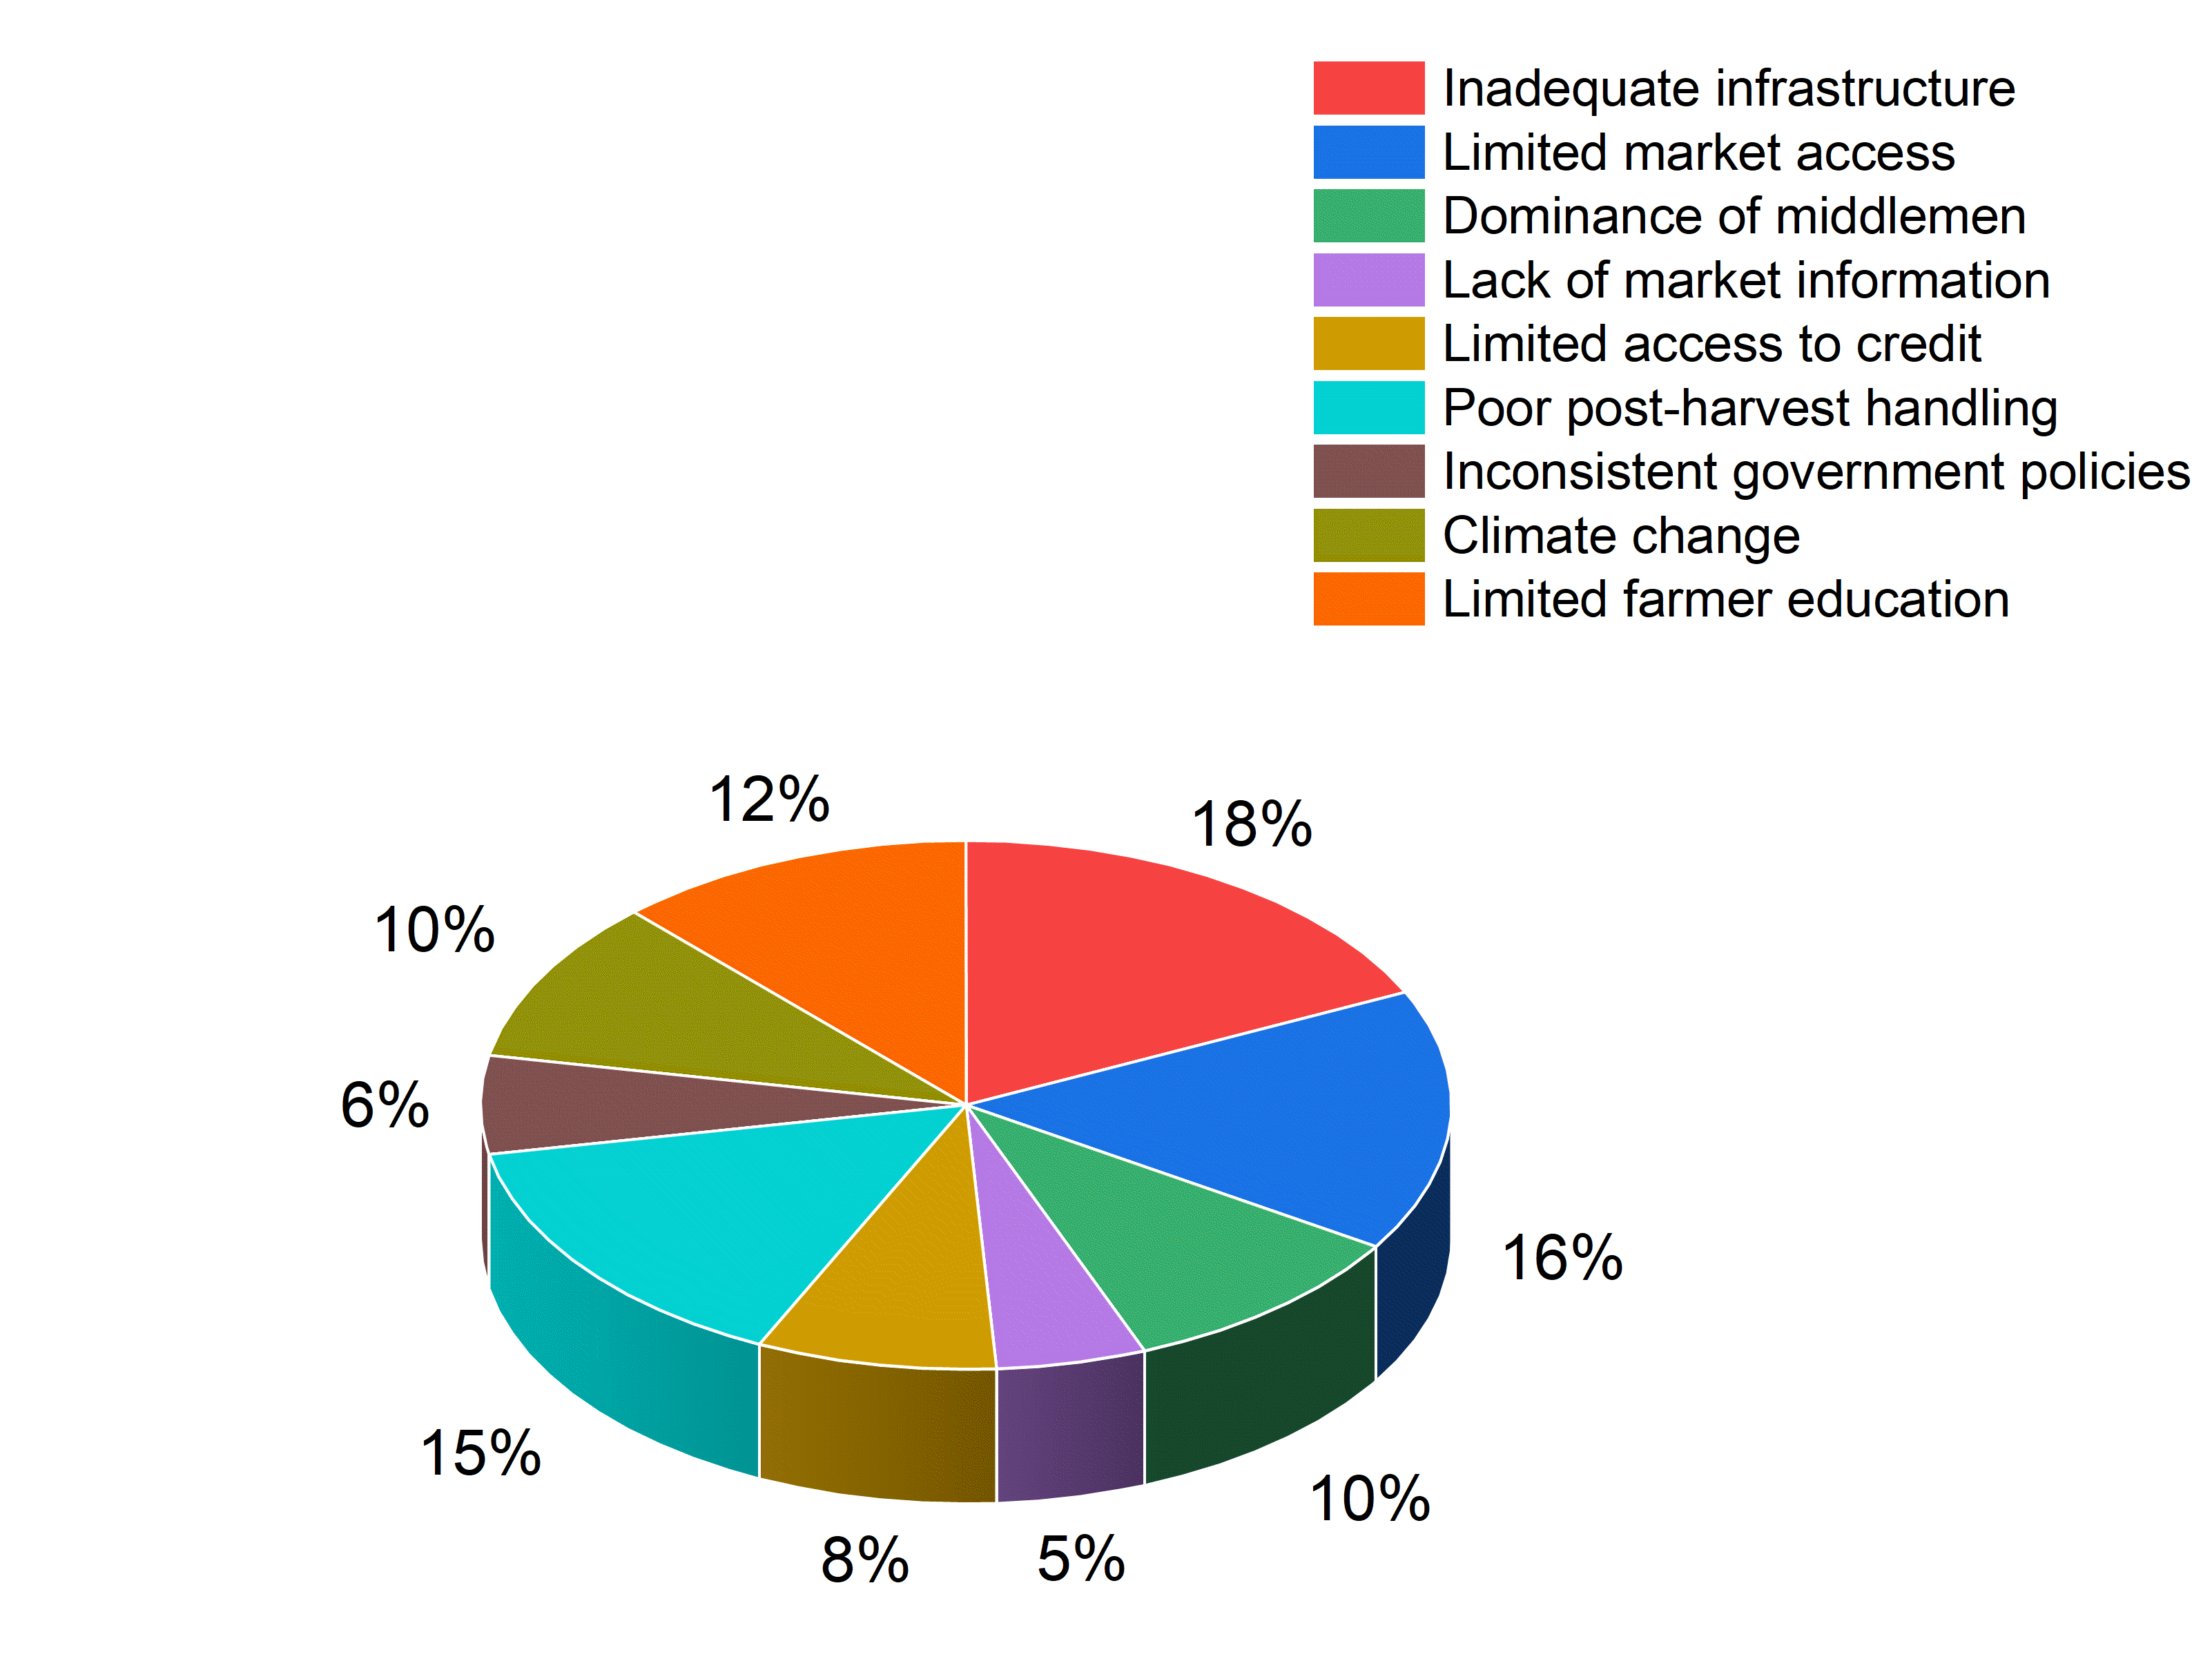 Inadequate infrastructure
Limited market access
Dominance of middlemen
Lack of market information
Limited access to credit
Poor post-harvest handling
Inconsistent government policies
Climate change
Limited farmer education
12%
18%
10%
6%
16%
15%
10%
8%
5%